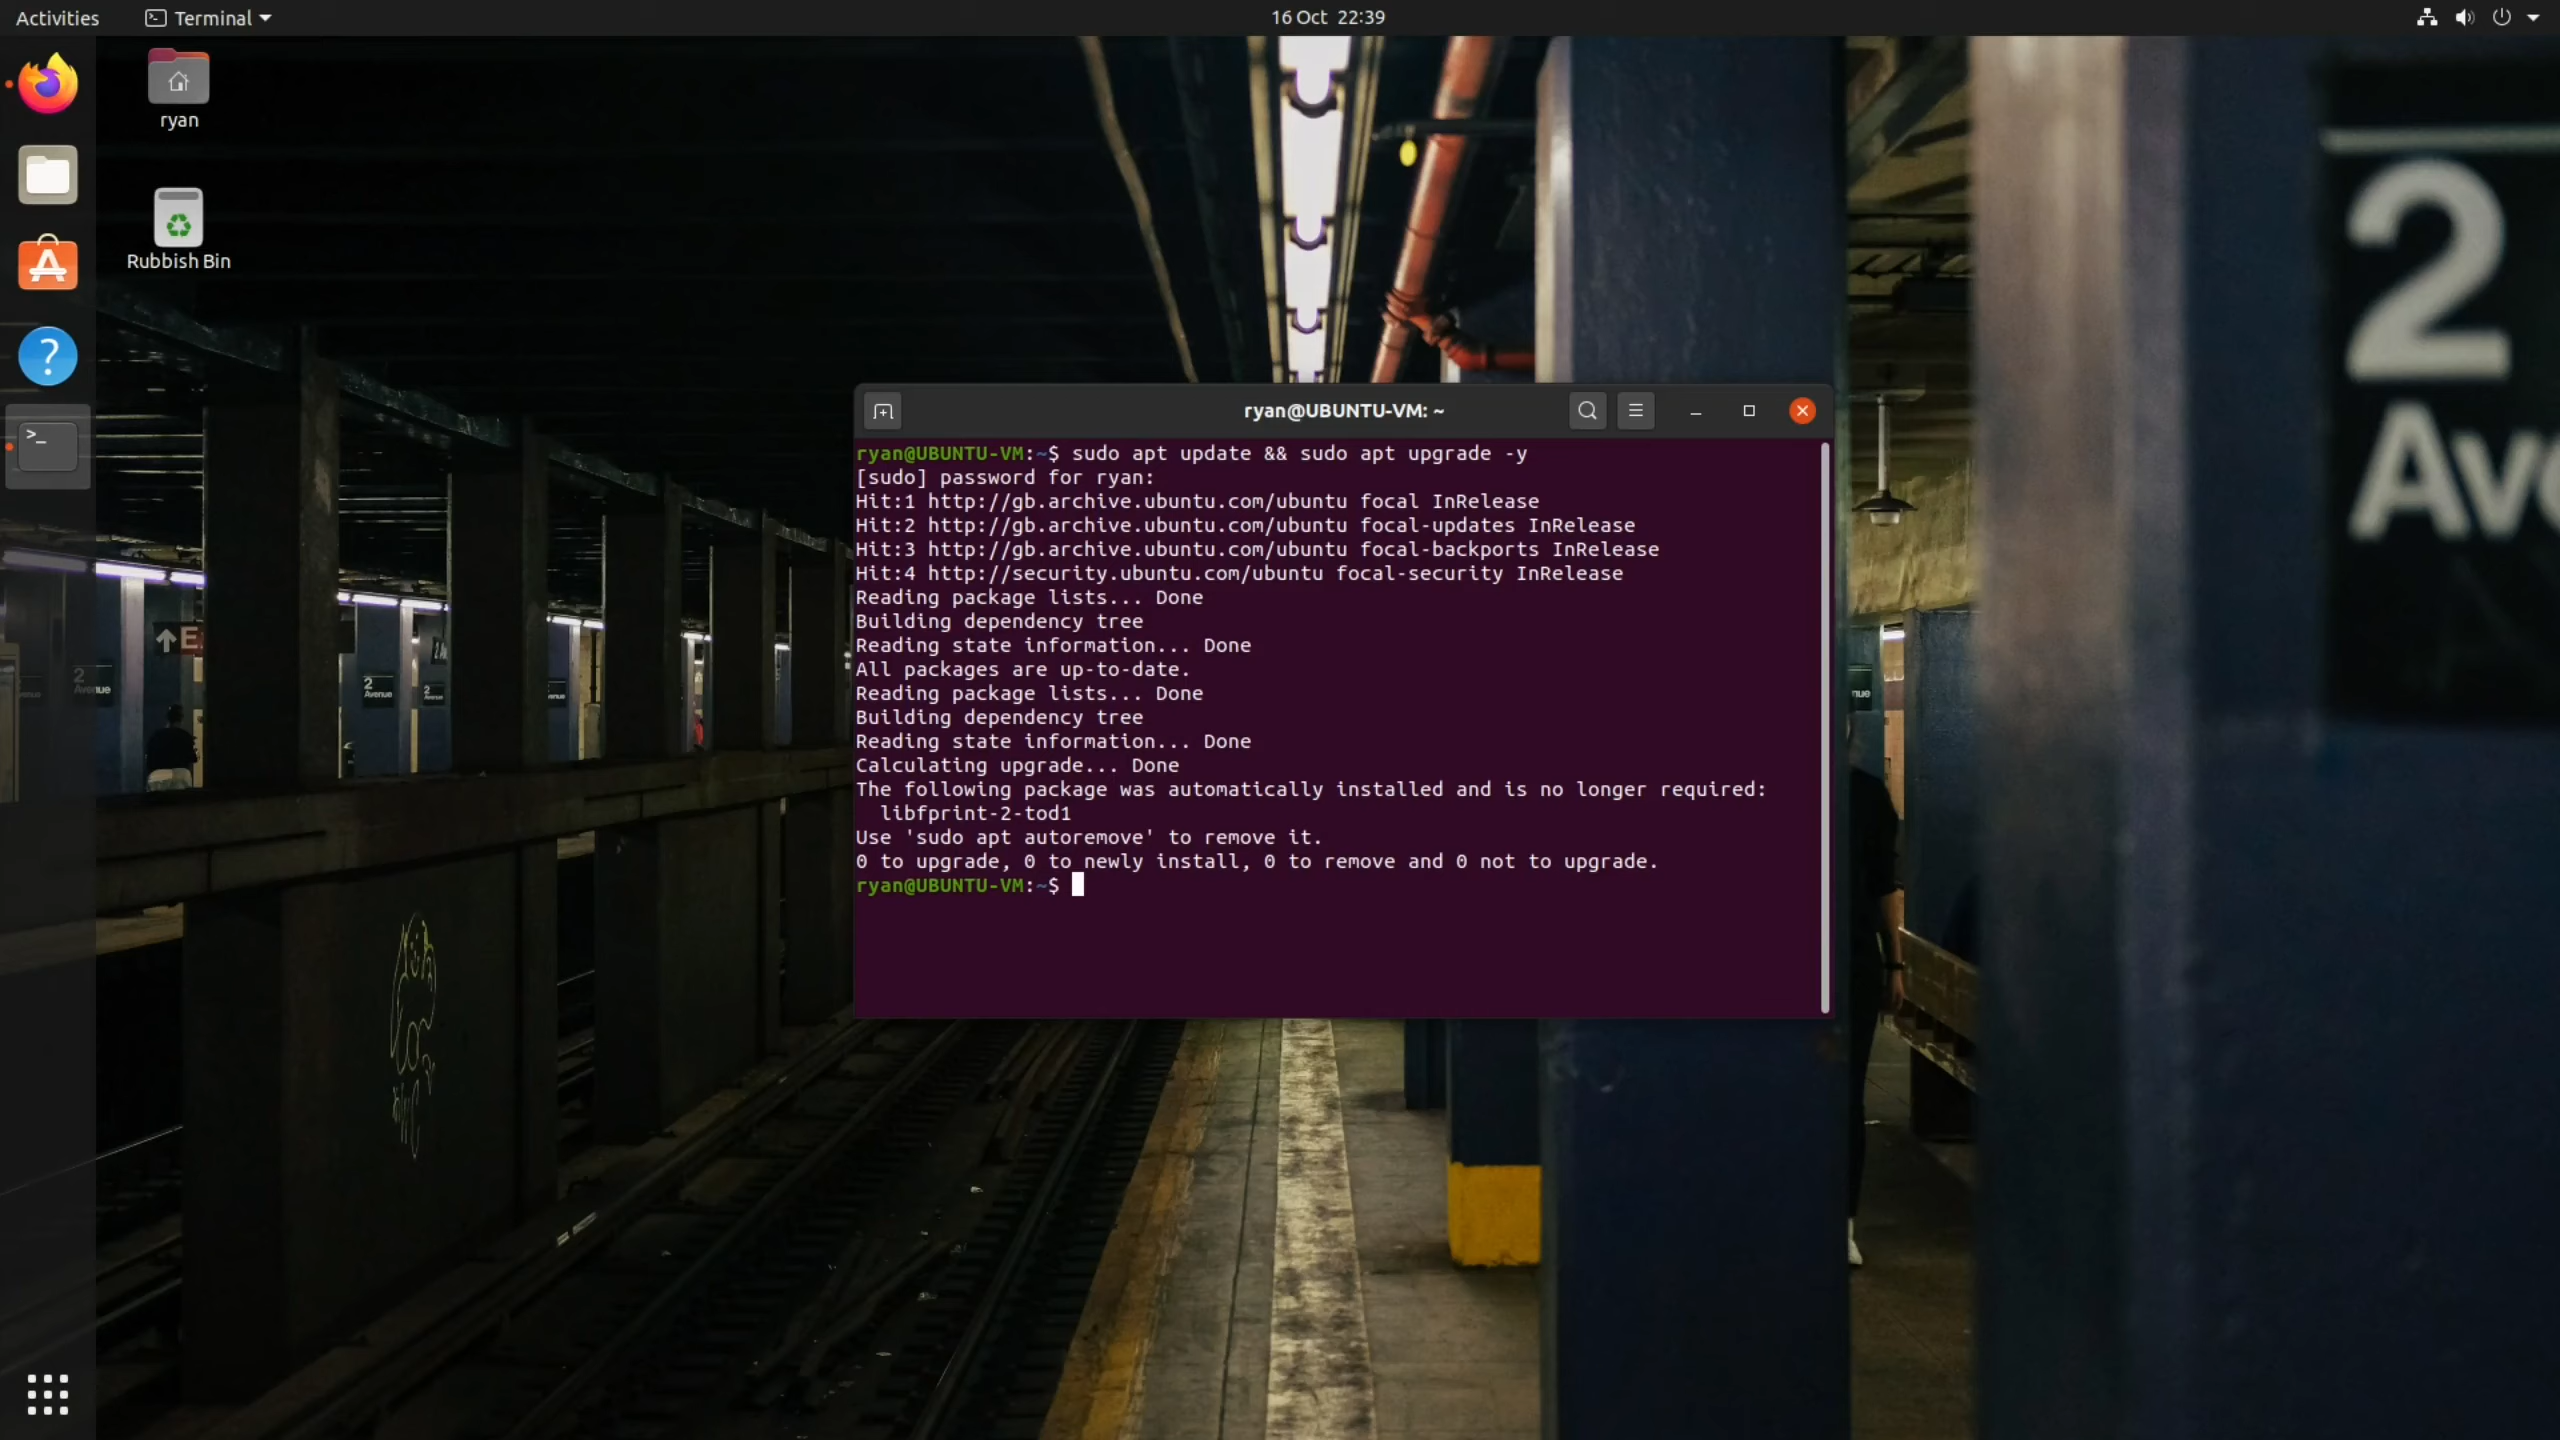 Activities
Terminal
16 Oct 22:39
ryan
Rubbish Bin
ryan@UBUNTU-VM: ~
ryan@UBUNTU-VM:~$ sudo apt update && sudo apt upgrade -y
[sudo] password for ryan:
Hit:1 http://gb.archive.ubuntu.com/ubuntu focal InRelease
Hit:2 http://gb.archive.ubuntu.com/ubuntu focal-updates InRelease
Hit:3 http://gb.archive.ubuntu.com/ubuntu focal-backports InRelease
Hit:4 http://security.ubuntu.com/ubuntu focal-security InRelease
Reading package lists... Done
Building dependency tree
Reading state information... Done
All packages are up-to-date.
Reading package lists... Done
Building dependency tree
Reading state information... Done
Calculating upgrade... Done
The following package was automatically installed and is no longer required:
  libfprint-2-tod1
Use 'sudo apt autoremove' to remove it.
0 to upgrade, 0 to newly install, 0 to remove and 0 not to upgrade.
ryan@UBUNTU-VM:~$
2
Av
2
Avenue
2
Avenue
2